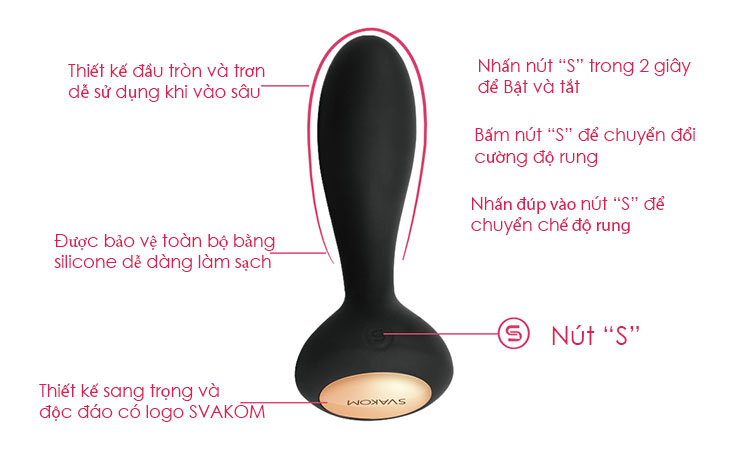 Thiết kế đầu tròn và trơn
dễ sử dụng khi vào sâu
Nhấn nút “S” trong 2 giây
để Bật và tắt
Bấm nút “S” để chuyển đổi
cường độ rung
Nhấn đúp vào nút “S” để
chuyển chế độ rung
Được bảo vệ toàn bộ bằng
silicone dễ dàng làm sạch
S
S
Nút “S”
Thiết kế sang trọng và
độc đáo có logo SVAKOM
SVAKOM